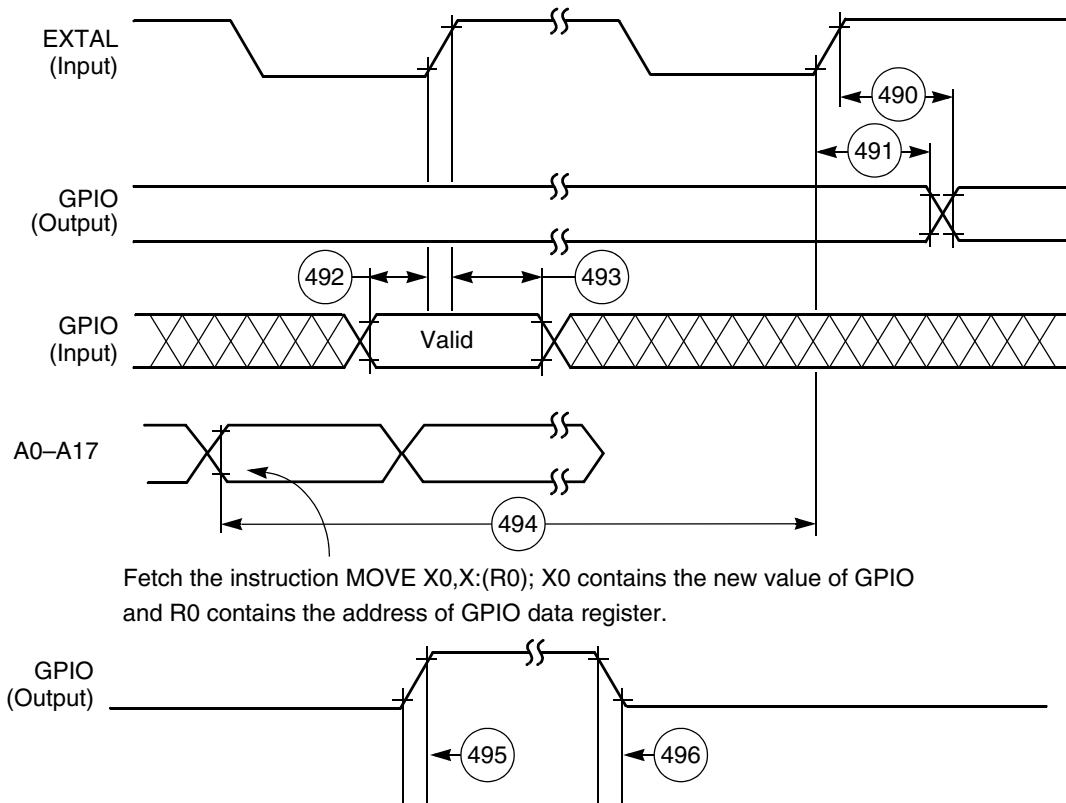 EXTAL
(Input)
490
491
GPIO
(Output)
492
493
GPIO
(Input)
Valid
A0–A17
494
Fetch the instruction MOVE X0,X:(R0); X0 contains the new value of GPIO
and R0 contains the address of GPIO data register.
GPIO
(Output)
495
496